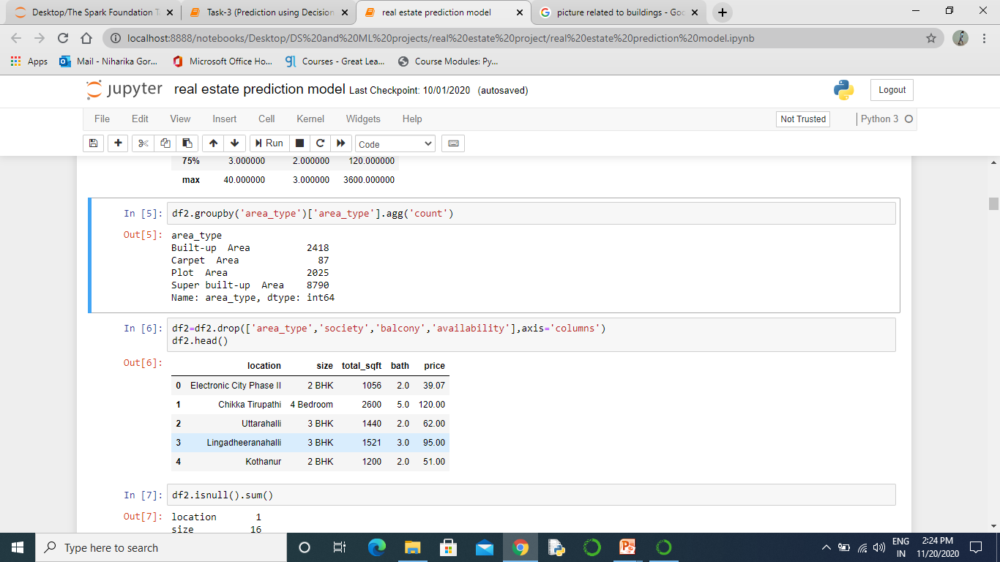 Desktop/The Spark Foundation T
Task-3 (Prediction using Decision
real estate prediction model
picture related to buildings - Goo
localhost:8888/notebooks/Desktop/DS%20and%20ML%20projects/real%20estate%20project/real%20estate%20prediction%20model.ipynb
Apps
Mail - Niharika Gor...
Microsoft Office Ho...
Courses - Great Lea...
Course Modules: Py...
jupyter real estate prediction model Last Checkpoint: 10/01/2020 (autosaved)
Logout
File Edit View Insert Cell Kernel Widgets Help
Not Trusted
Python 3
Run
Code
75% 3.000000 2.000000 120.000000
max 40.000000 3.000000 3600.000000
In [5]: df2.groupby('area_type')['area_type'].agg('count')
Out[5]: area_type
Built-up  Area 2418
Carpet  Area 87
Plot  Area 2025
Super built-up  Area 8790
Name: area_type, dtype: int64
In [6]: df2=df2.drop(['area_type','society','balcony','availability'],axis='columns')
df2.head()
Out[6]:
location size total_sqft bath price
0 Electronic City Phase II 2 BHK 1056 2.0 39.07
1 Chikka Tirupathi 4 Bedroom 2600 5.0 120.00
2 Uttarahalli 3 BHK 1440 2.0 62.00
3 Lingadheeranahalli 3 BHK 1521 3.0 95.00
4 Kothanur 2 BHK 1200 2.0 51.00
In [7]: df2.isnull().sum()
Out[7]: location 1
size 16
Type here to search
ENG
IN
2:24 PM
11/20/2020